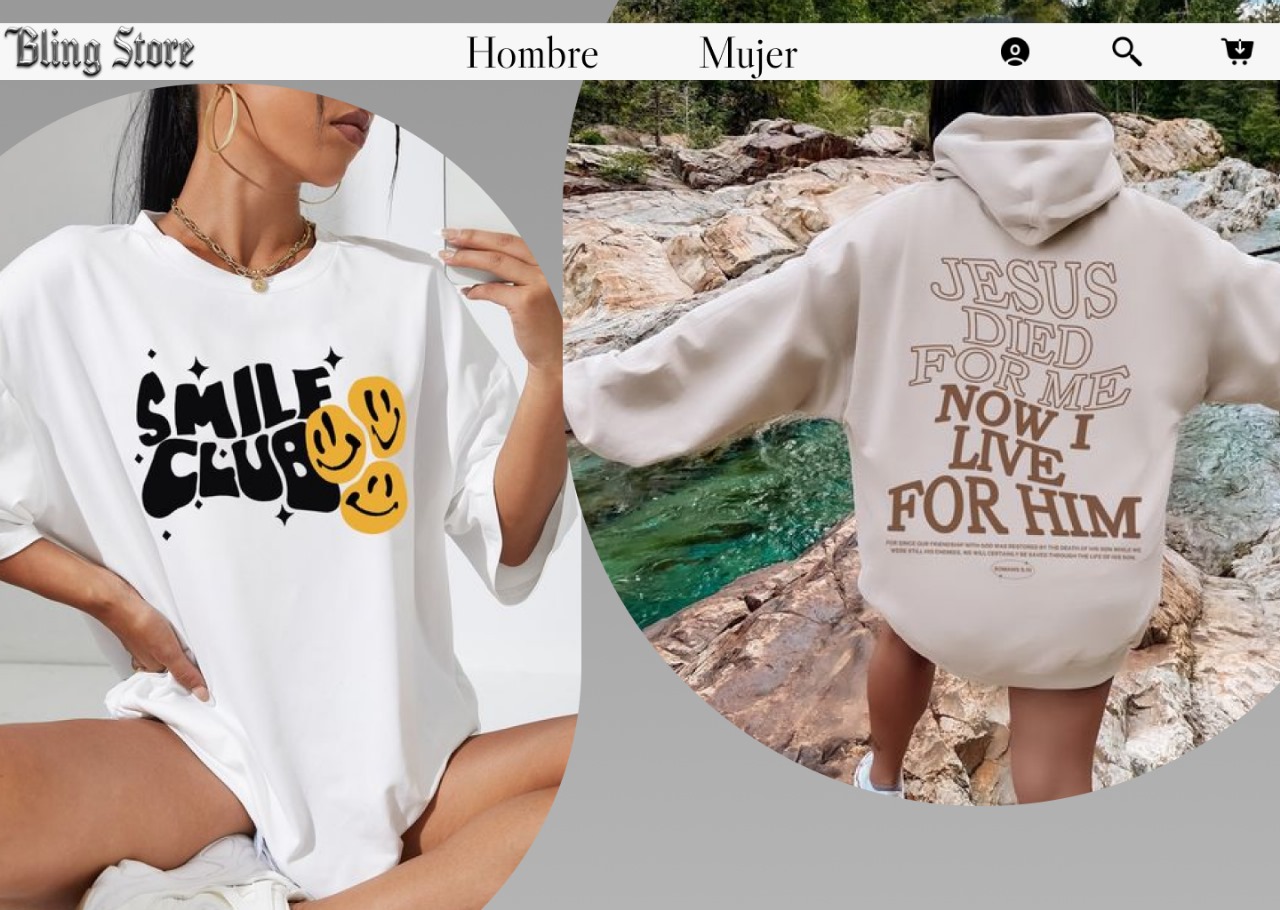 Bling Store
Hombre
Mujer
SMILE
CLUB
JESUS
DIED
FOR ME
NOW I
LIVE
FOR HIM
FOR SINCE OUR FRIENDSHIP WITH GOD WAS RESTORED BY THE DEATH OF HIS SON WHILE WE
WERE STILL HIS ENEMIES, WE WILL CERTAINLY BE SAVED THROUGH THE LIFE OF HIS SON.
ROMANS 5:10